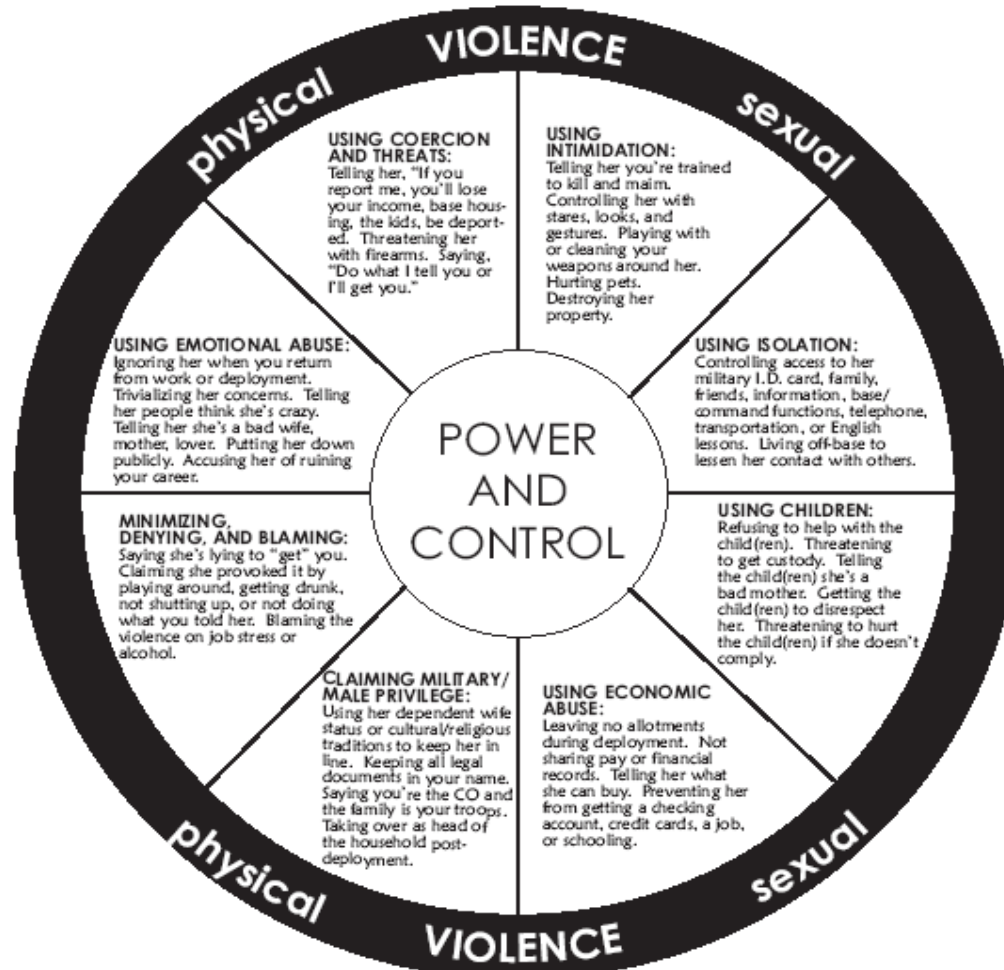 VIOLENCE
physical
sexual
USING COERCION
AND THREATS:
Telling her, "If you
report me, you'll lose
your income, base hous-
ing, the kids, be deport-
ed. Threatening her
with firearms. Saying,
"Do what I tell you or
I'll get you."
USING
INTIMIDATION:
Telling her you're trained
to kill and maim.
Controlling her with
stares, looks, and
gestures. Playing with
or cleaning your
weapons around her.
Hurting pets.
Destroying her
property.
USING EMOTIONAL ABUSE:
Ignoring her when you return
from work or deployment.
Trivializing her concerns. Telling
her people think she's crazy.
Telling her she's a bad wife,
mother, lover. Putting her down
publicly. Accusing her of ruining
your career.
USING ISOLATION:
Controlling access to her
military I.D. card, family,
friends, information, base/
command functions, telephone,
transportation, or English
lessons. Living off-base to
lessen her contact with others.
POWER
AND
CONTROL
MINIMIZING,
DENYING, AND BLAMING:
Saying she's lying to "get" you.
Claiming she provoked it by
playing around, getting drunk,
not shutting up, or not doing
what you told her. Blaming the
violence on job stress or
alcohol.
USING CHILDREN:
Refusing to help with the
child(ren). Threatening
to get custody. Telling
the child(ren) she's a
bad mother. Getting the
child(ren) to disrespect
her. Threatening to hurt
the child(ren) if she doesn't
comply.
CLAIMING MILITARY/
MALE PRIVILEGE:
Using her dependent wife
status or cultural/religious
traditions to keep her in
line. Keeping all legal
documents in your name.
Saying you're the CO and
the family is your troops.
Taking over as head of
the household post-
deployment.
USING ECONOMIC
ABUSE:
Leaving no allotments
during deployment. Not
sharing pay or financial
records. Telling her what
she can buy. Preventing her
from getting a checking
account, credit cards, a job,
or schooling.
physical
sexual
VIOLENCE